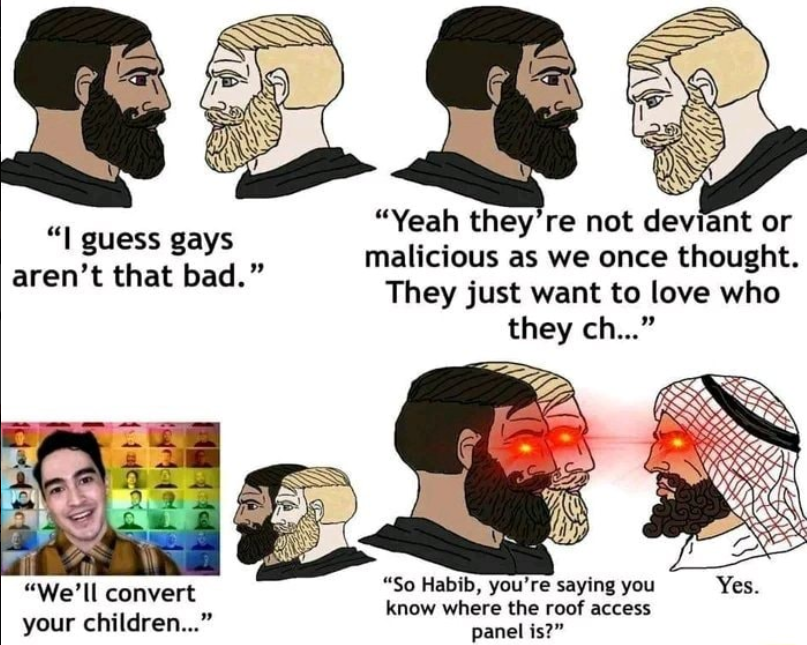 “I guess gays
aren’t that bad.”
“Yeah they’re not deviant or
malicious as we once thought.
They just want to love who
they ch...”
“We’ll convert
your children...”
“So Habib, you’re saying you
know where the roof access
panel is?”
Yes.